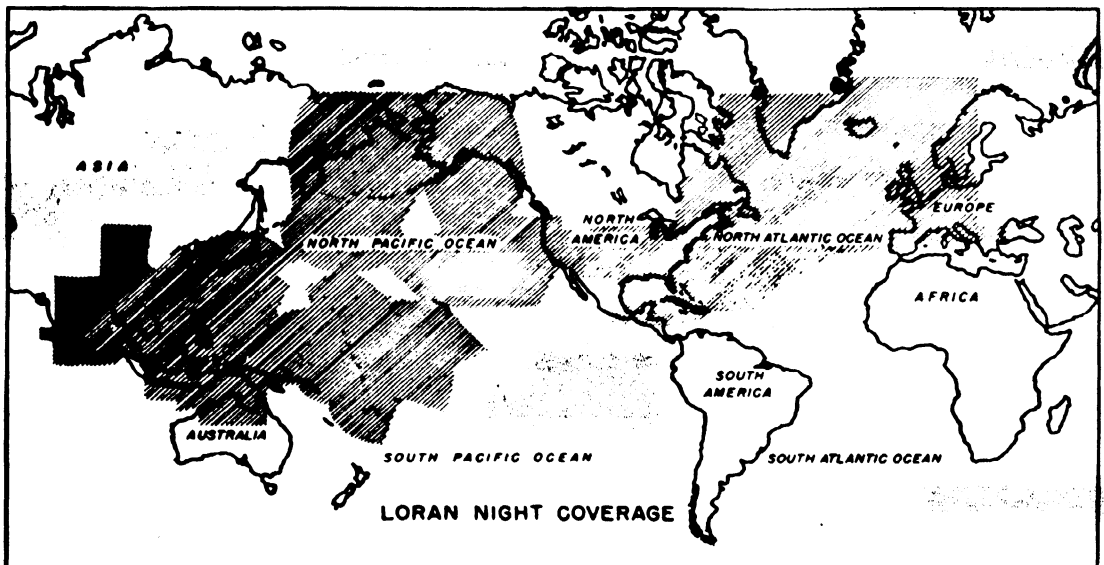 ASIA
NORTH PACIFIC OCEAN
NORTH
AMERICA
NORTH ATLANTIC OCEAN
EUROPE
AFRICA
SOUTH
AMERICA
AUSTRALIA
SOUTH PACIFIC OCEAN
SOUTH ATLANTIC OCEAN
LORAN NIGHT COVERAGE